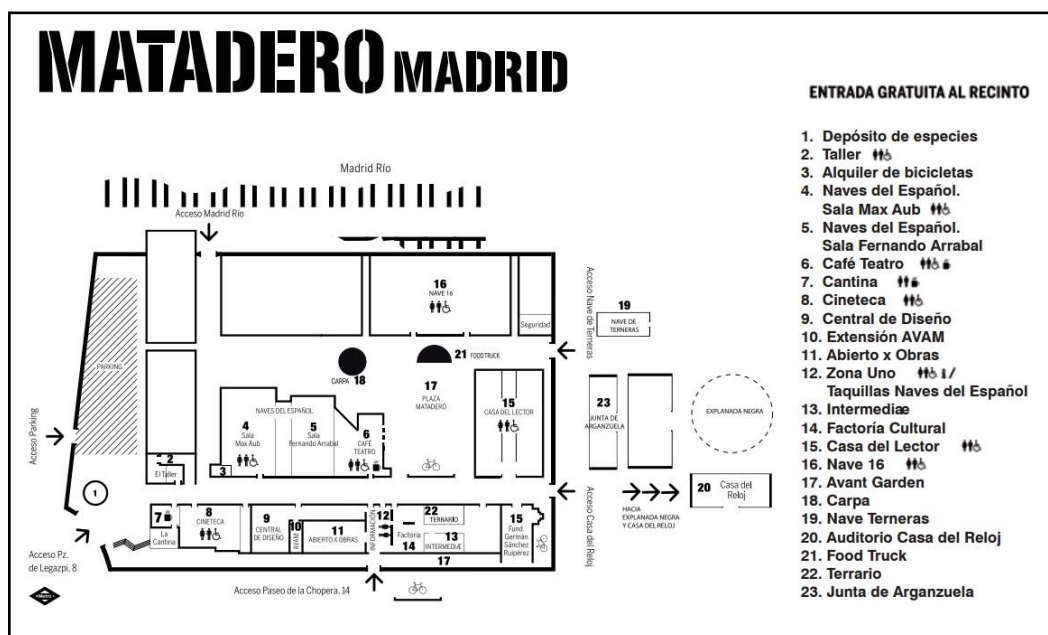 MATADERO MADRID
ENTRADA GRATUITA AL RECINTO
1. Depósito de especies
2. Taller
3. Alquiler de bicicletas
4. Naves del Español.
Sala Max Aub
5. Naves del Español.
Sala Fernando Arrabal
6. Café Teatro
7. Cantina
8. Cineteca
9. Central de Diseño
10. Extensión AVAM
11. Abierto x Obras
12. Zona Uno
Taquillas Naves del Español
13. Intermediæ
14. Factoría Cultural
15. Casa del Lector
16. Nave 16
17. Avant Garden
18. Carpa
19. Nave Terneras
20. Auditorio Casa del Reloj
21. Food Truck
22. Terrario
23. Junta de Arganzuela
Madrid Río
Acceso Madrid Río
16
NAVE 16
Seguridad
Acceso Nave de Terneras
19
NAVE DE
TERNERAS
PARKING
CARPA 18
21 FOOD TRUCK
17
PLAZA
MATADERO
15
CASA DEL LECTOR
23
JUNTA DE
ARGANZUELA
EXPLANADA NEGRA
NAVES DEL ESPAÑOL
4
Sala
Max Aub
5
Sala
Fernando Arrabal
6
CAFÉ
TEATRO
3
Acceso Parking
2
El Taller
1
20 Casa del
Reloj
HACIA
EXPLANADA NEGRA
Y CASA DEL RELOJ
Acceso Casa del Reloj
7
La
Cantina
8
CINETECA
9
CENTRAL
DE DISEÑO
10
AVAM
11
ABIERTO X OBRAS
INFORMACIÓN
12
22
TERRARIO
Factoría
14
13
INTERMEDIÆ
15
Fund.
Germán
Sánchez
Ruipérez
17
Acceso Pz.
de Legazpi, 8
Metro
Acceso Paseo de la Chopera, 14